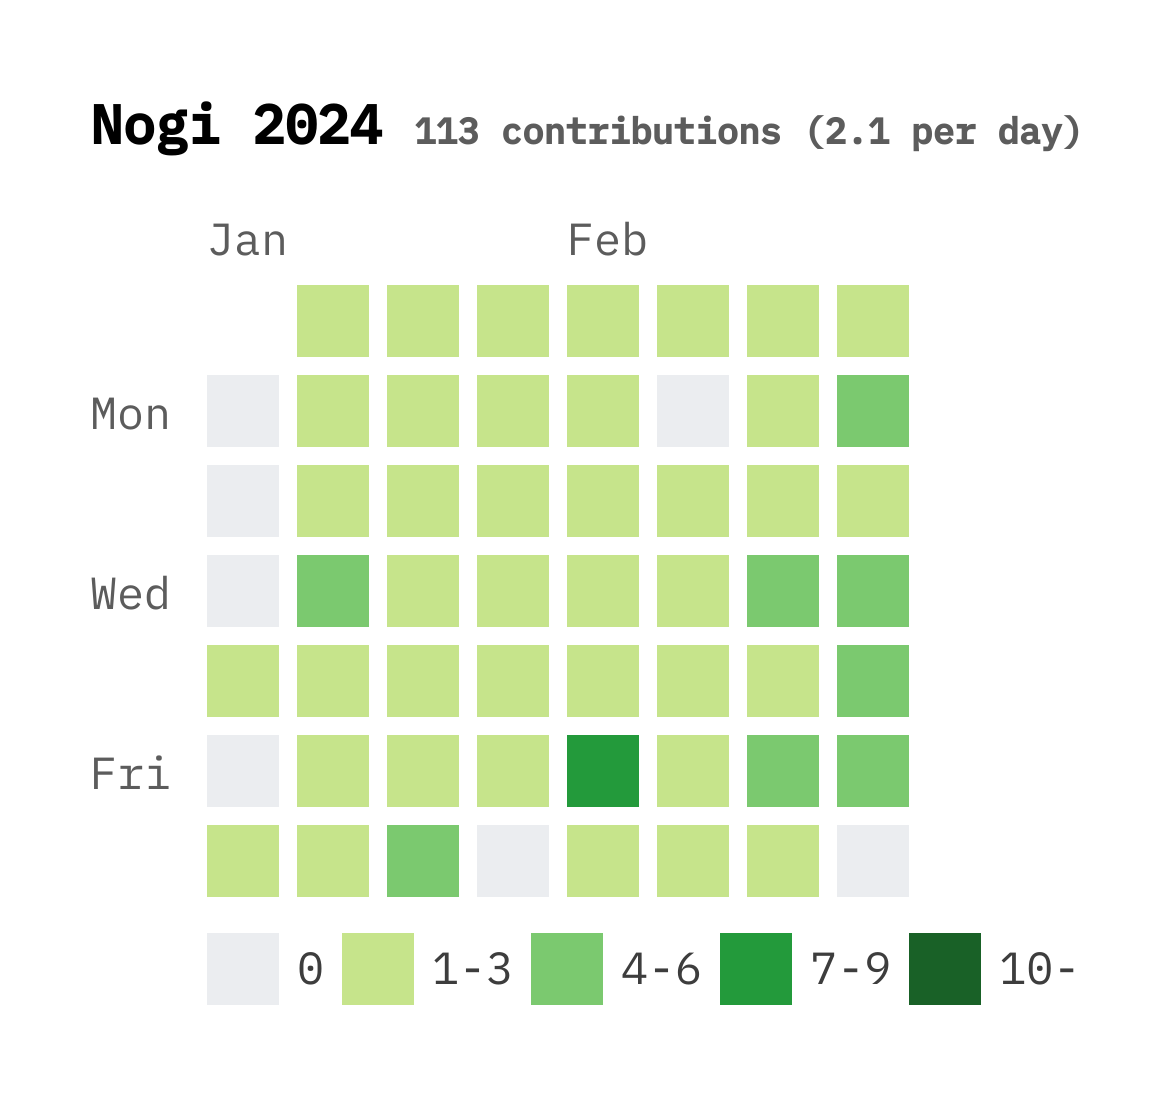 Nogi 2024 113 contributions (2.1 per day)
Jan Feb
Mon
Wed
Fri
0 1-3 4-6 7-9 10-